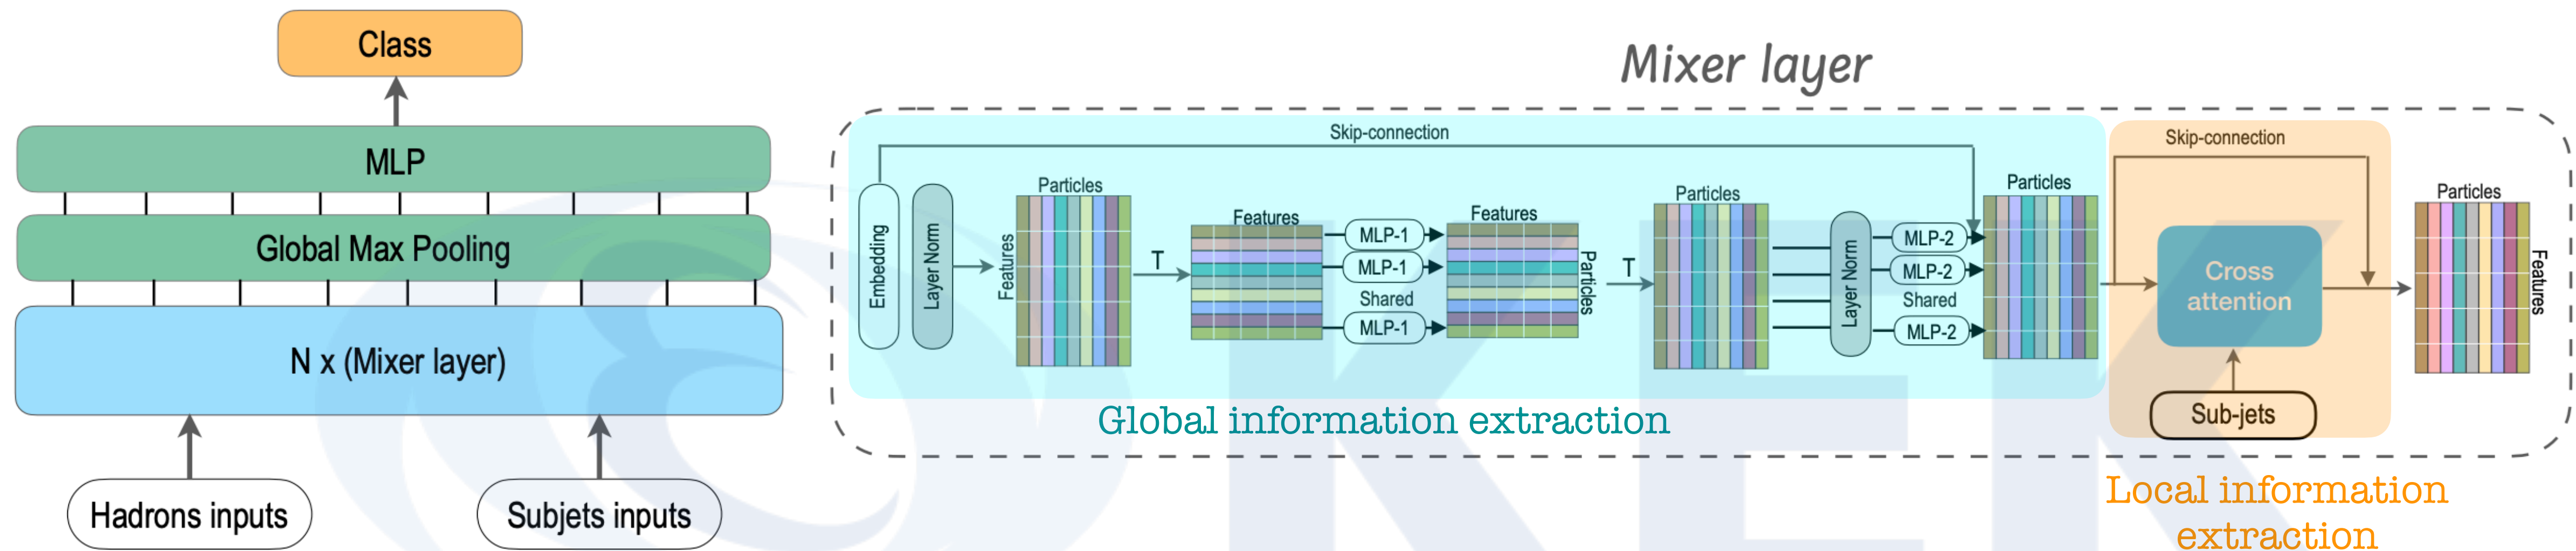 Class
MLP
Global Max Pooling
N x (Mixer layer)
Hadrons inputs
Subjets inputs
Mixer layer
Skip-connection
Embedding
Layer Norm
Particles
Features
T
Features
MLP-1
MLP-1
Shared
MLP-1
Features
Particles
T
Particles
Layer Norm
MLP-2
MLP-2
Shared
MLP-2
Particles
Global information extraction
Skip-connection
Cross
attention
Sub-jets
Particles
Features
Local information
extraction
KEK